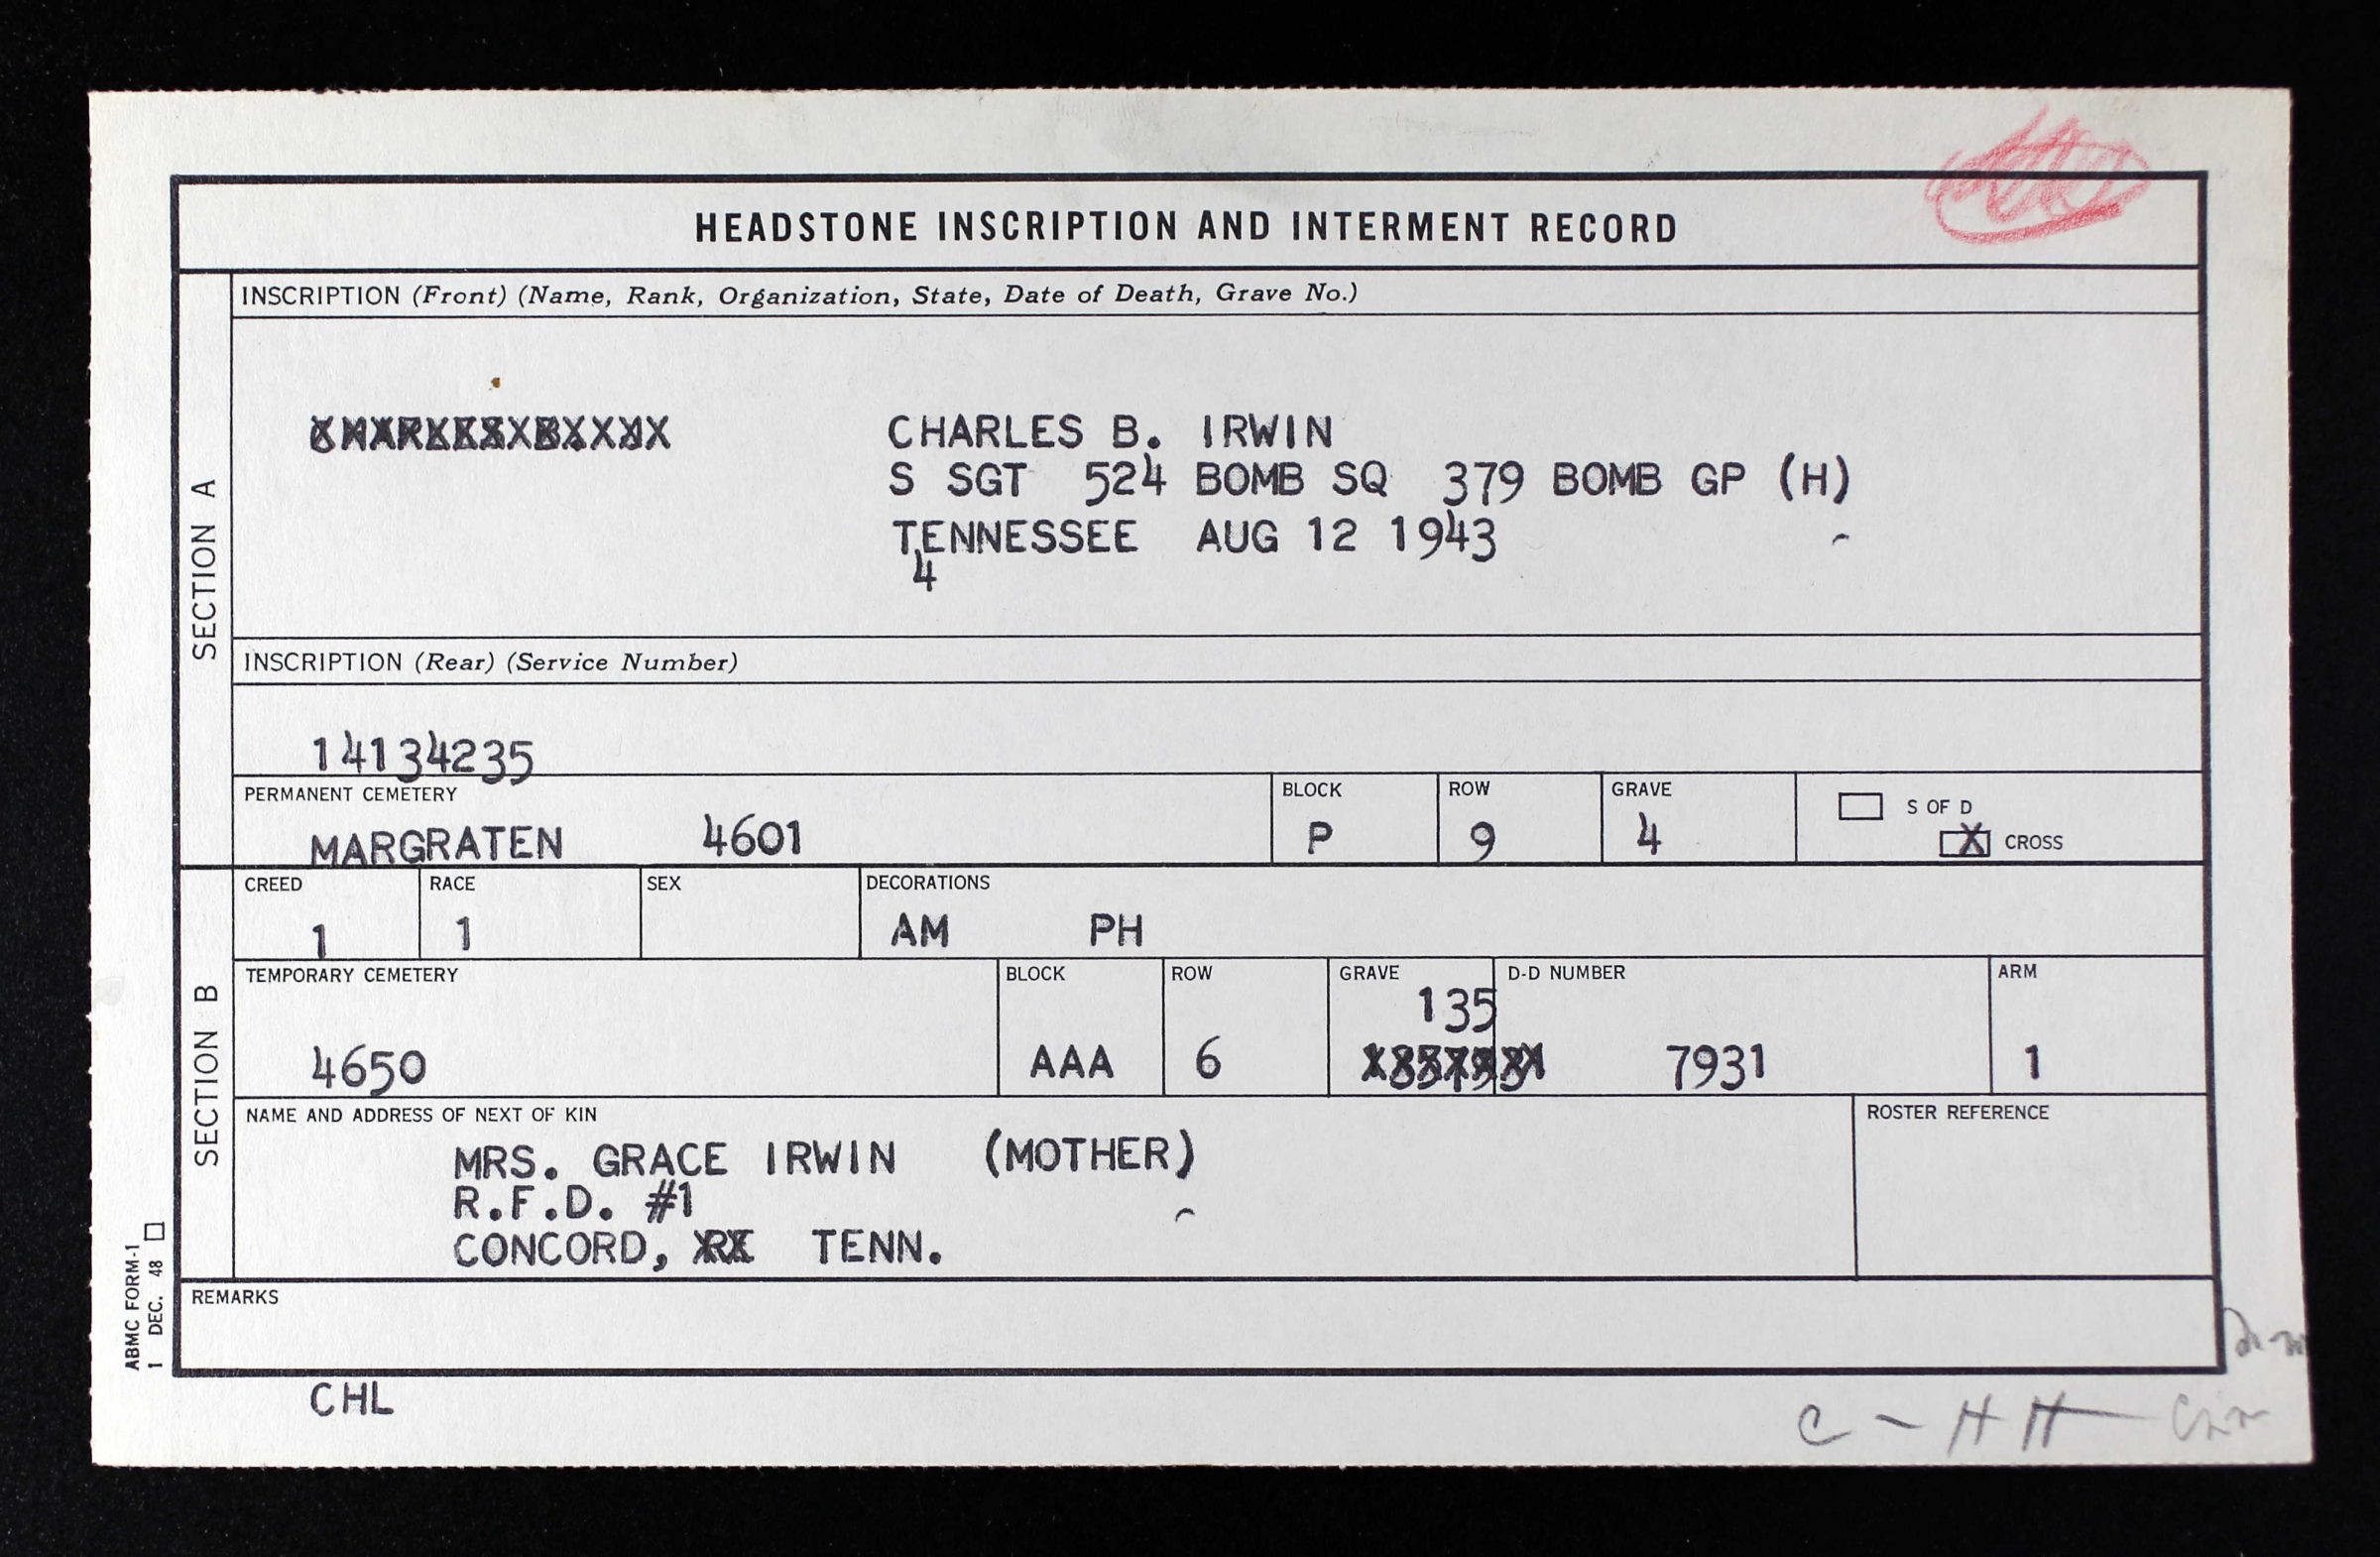 HEADSTONE INSCRIPTION AND INTERMENT RECORD
SECTION A
INSCRIPTION (Front) (Name, Rank, Organization, State, Date of Death, Grave No.)
CHARLES B. IRWIN
S SGT 524 BOMB SQ 379 BOMB GP (H)
TENNESSEE AUG 12 1943
4
INSCRIPTION (Rear) (Service Number)
14134235
PERMANENT CEMETERY BLOCK ROW GRAVE
MARGRATEN 4601 P 9 4
S OF D
X CROSS
SECTION B
CREED RACE SEX DECORATIONS
1 1 AM PH
TEMPORARY CEMETERY BLOCK ROW GRAVE D-D NUMBER ARM
135
4650 AAA 6 7931 1
NAME AND ADDRESS OF NEXT OF KIN ROSTER REFERENCE
MRS. GRACE IRWIN (MOTHER)
R.F.D. #1
CONCORD, TENN.
REMARKS
ABMC FORM-1
1 DEC. 48
CHL
C - HH